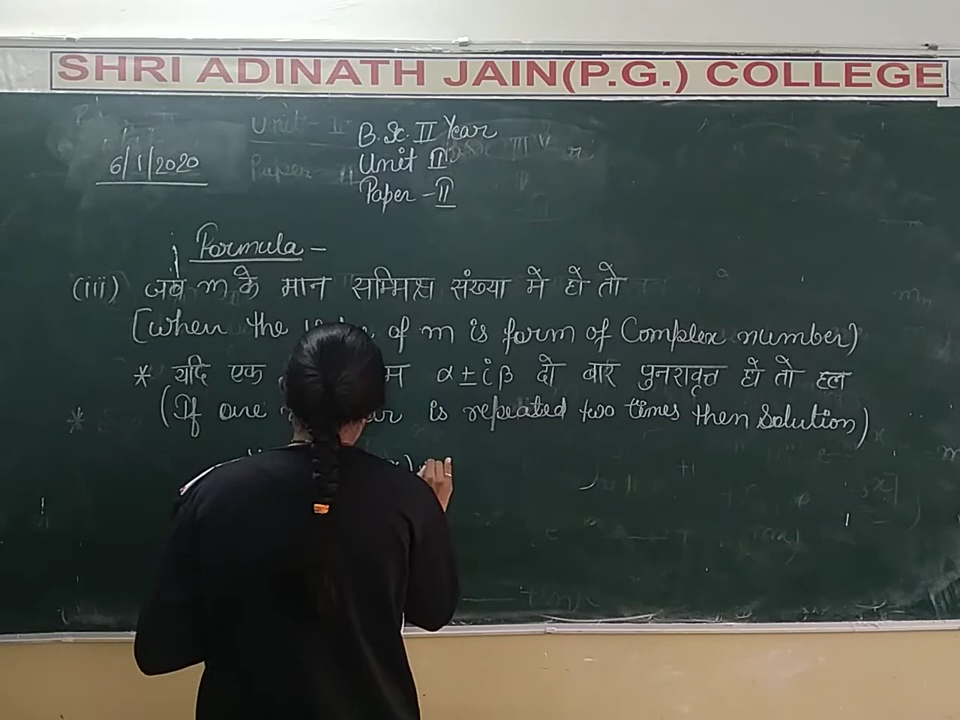 SHRI ADINATH JAIN(P.G.) COLLEGE
6/1/2020
B.Sc. II Year
Unit II
Paper - II
Formula -
(iii) जब m के मान सम्मिश्र संख्या में हो तो
[when the of m is form of Complex number)
* यदि एक α ± iβ दो बार पुनरावृत्त हो तो हल
(If one is repeated two times then Solution)